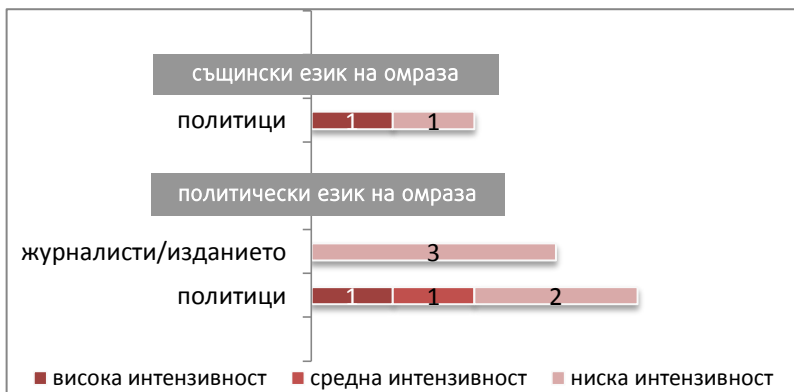 същински език на омраза
политици 1 1
политически език на омраза
журналисти/изданието 3
политици 1 1 2
висока интензивност средна интензивност ниска интензивност